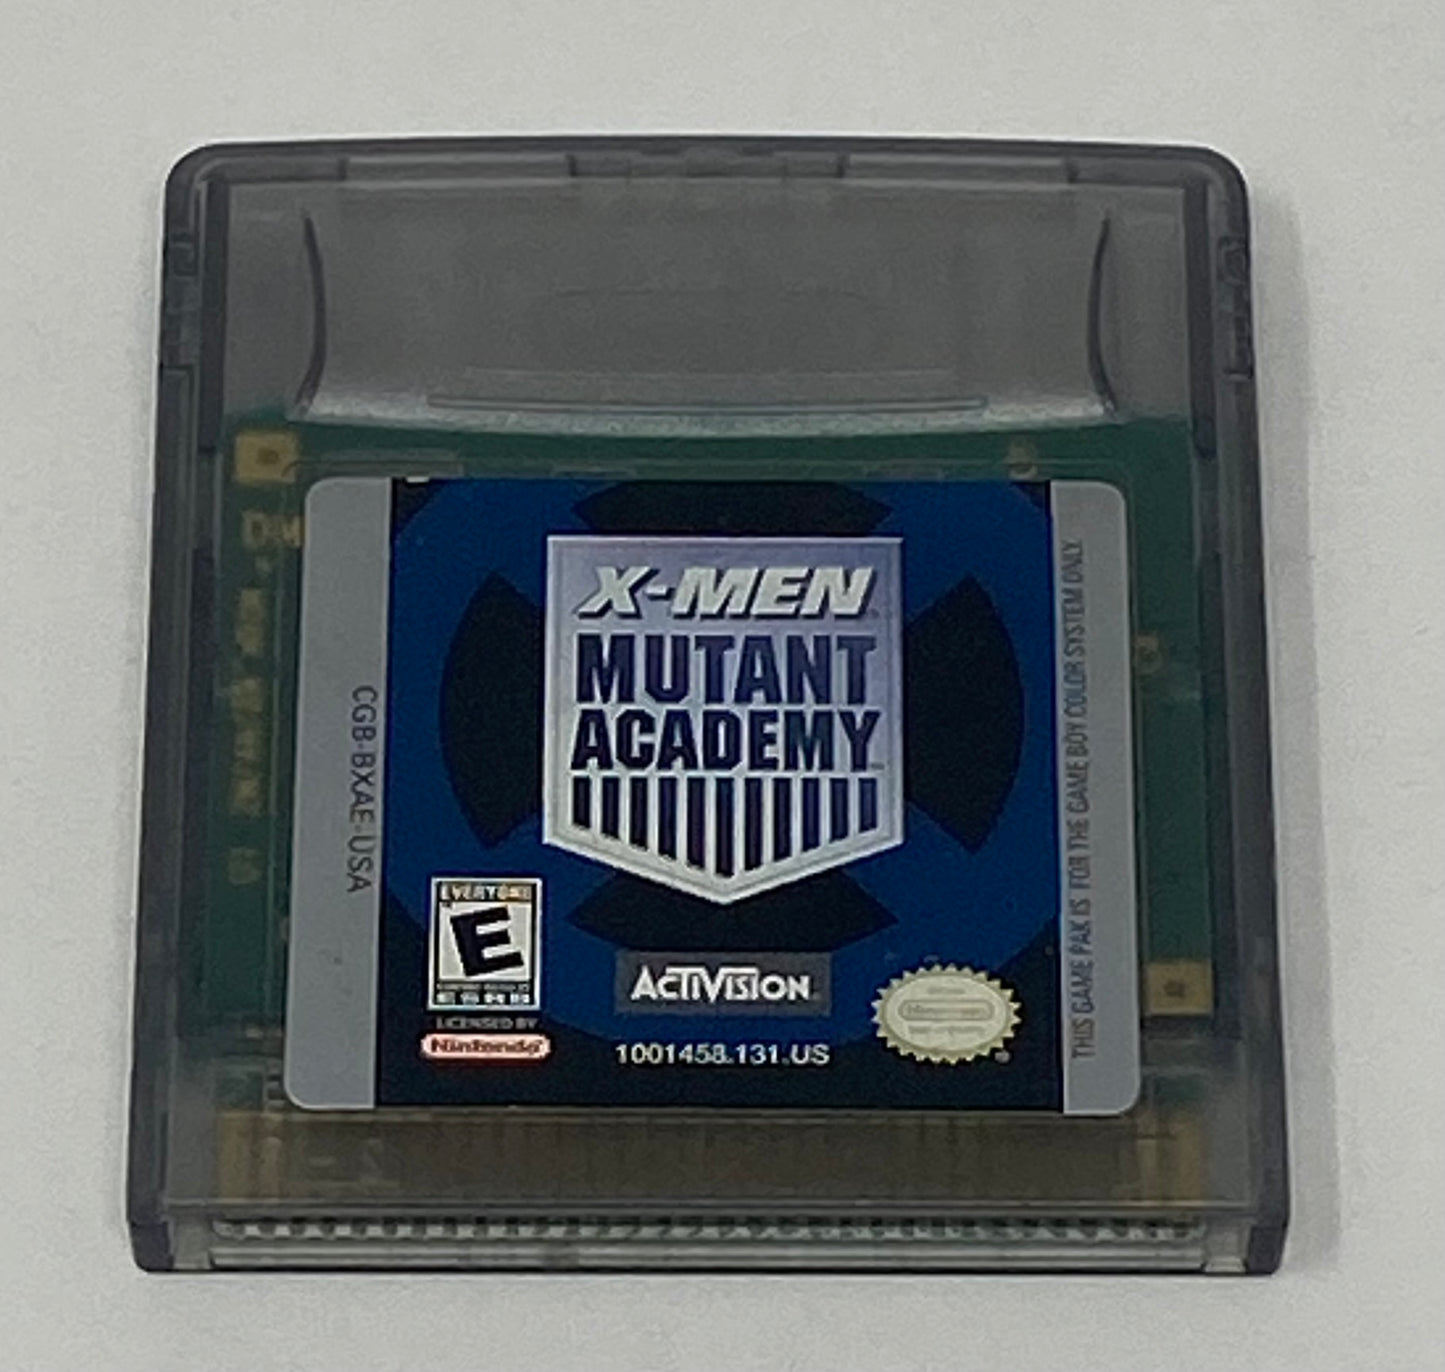 X-MEN
MUTANT
ACADEMY
CGB-BXAE-USA
THIS GAME PAK IS FOR THE GAME BOY COLOR SYSTEM ONLY
EVERYONE
E
LICENSED BY
Nintendo
ACTIVISION
1001458.131.US
Nintendo